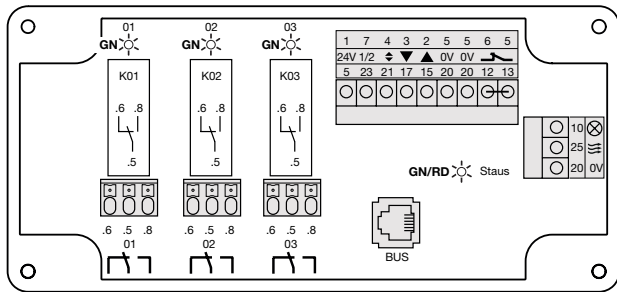 01 02 03
GN GN GN
K01 K02 K03
.6 .8 .6 .8 .6 .8
.5 .5 .5
.6 .5 .8 .6 .5 .8 .6 .5 .8
01 02 03
1 7 4 3 2 5 5 6 5
24V 1/2 0V 0V
5 23 21 17 15 20 20 12 13
10
25
20 0V
GN/RD Staus
BUS